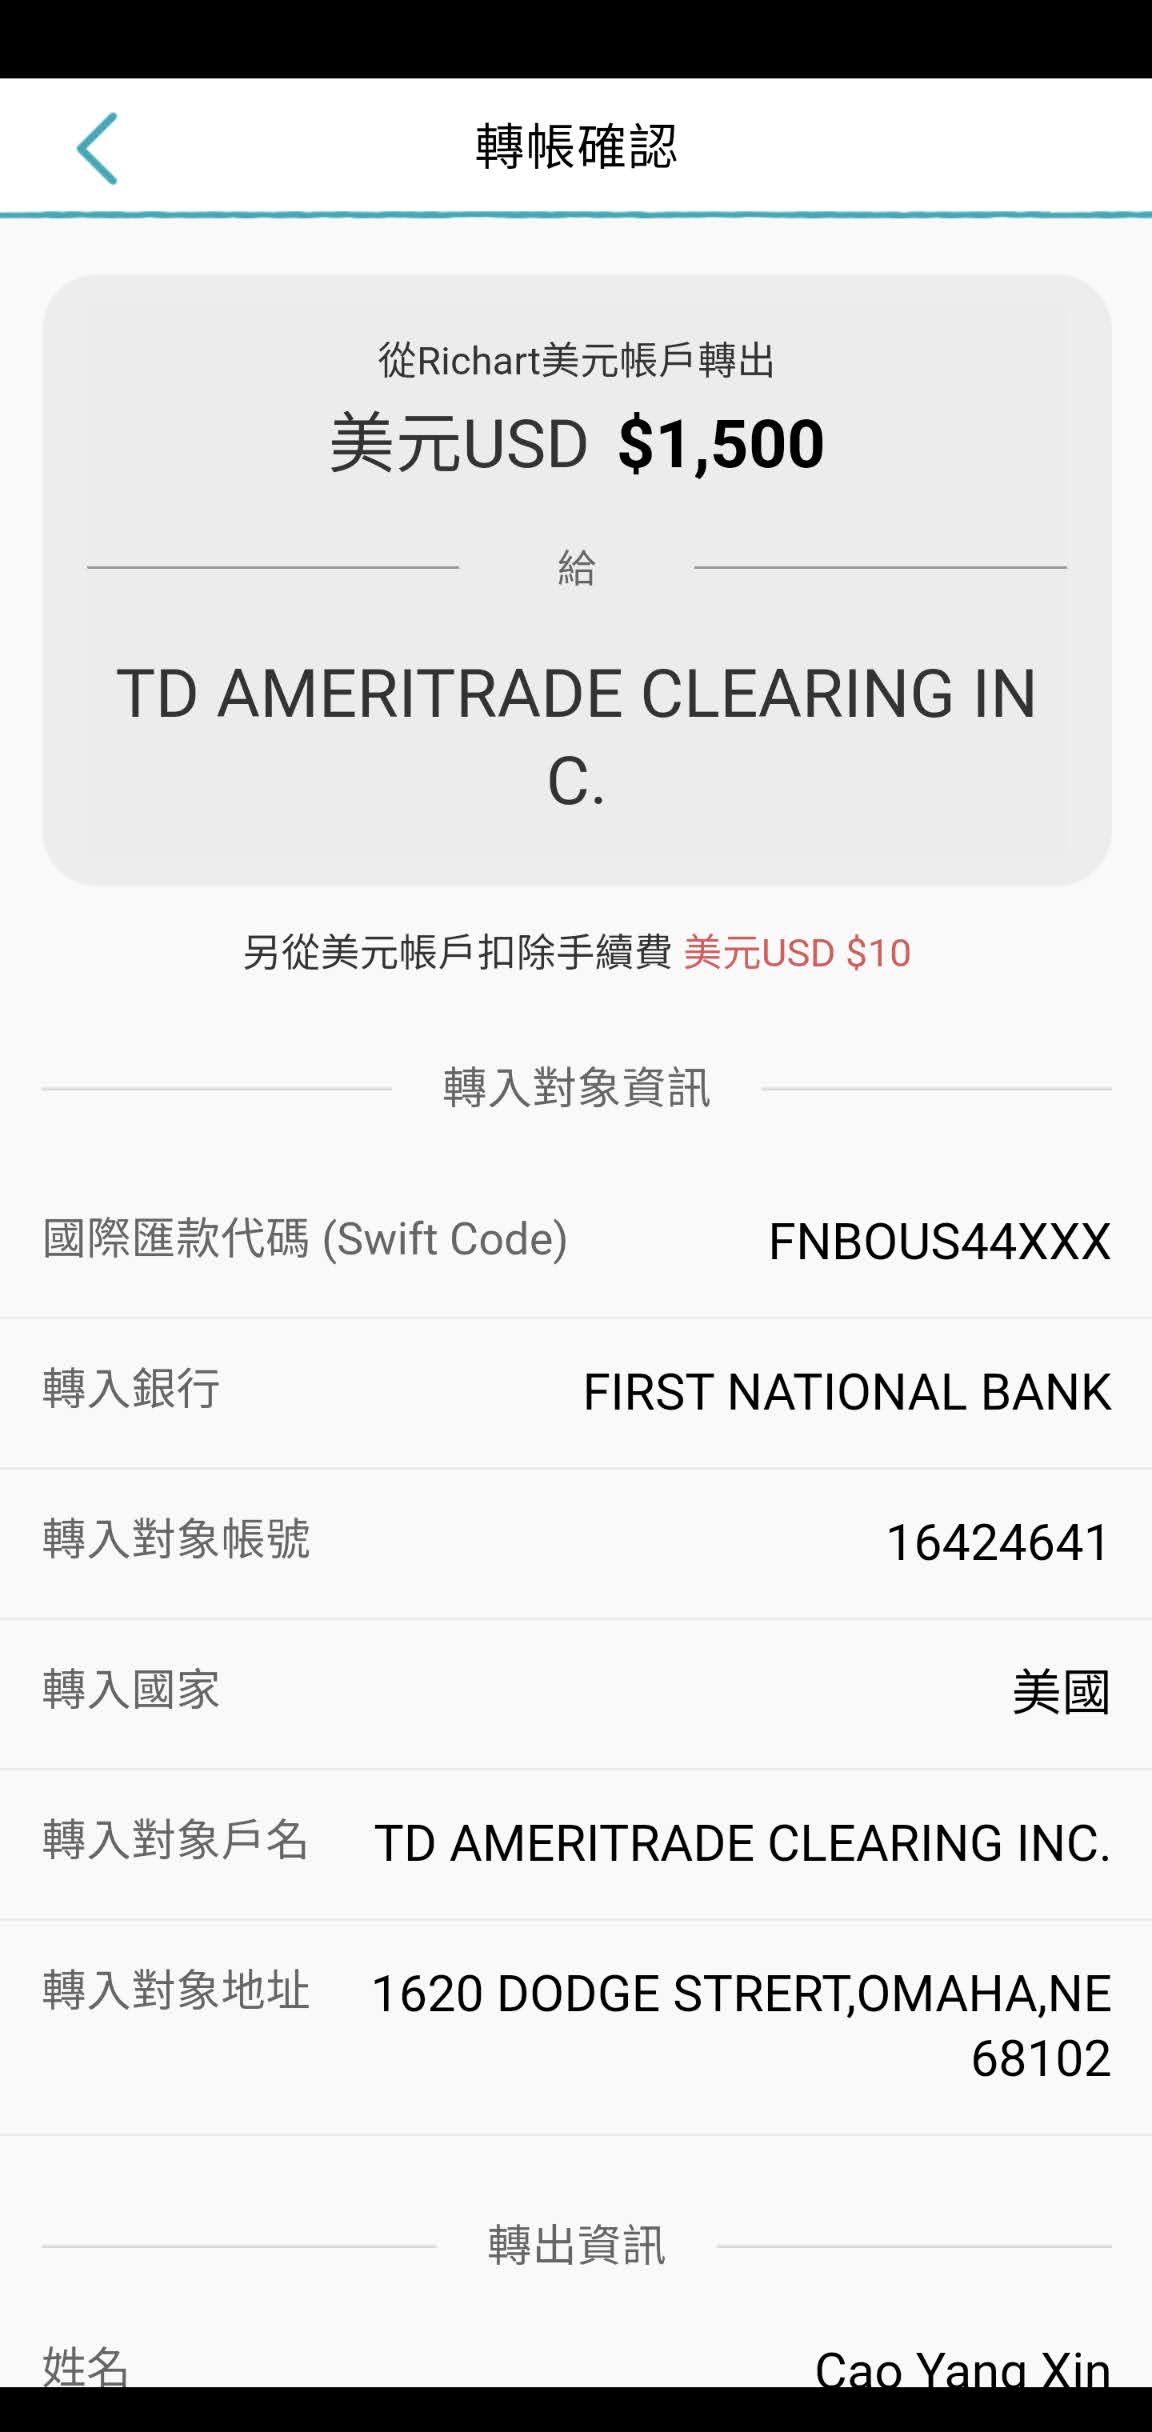 轉帳確認
從Richart美元帳戶轉出
美元USD $1,500
給
TD AMERITRADE CLEARING IN
C.
另從美元帳戶扣除手續費 美元USD $10
轉入對象資訊
國際匯款代碼 (Swift Code) FNBOUS44XXX
轉入銀行 FIRST NATIONAL BANK
轉入對象帳號 16424641
轉入國家 美國
轉入對象戶名 TD AMERITRADE CLEARING INC.
轉入對象地址 1620 DODGE STRERT,OMAHA,NE
68102
轉出資訊
姓名 Cao Yang Xin